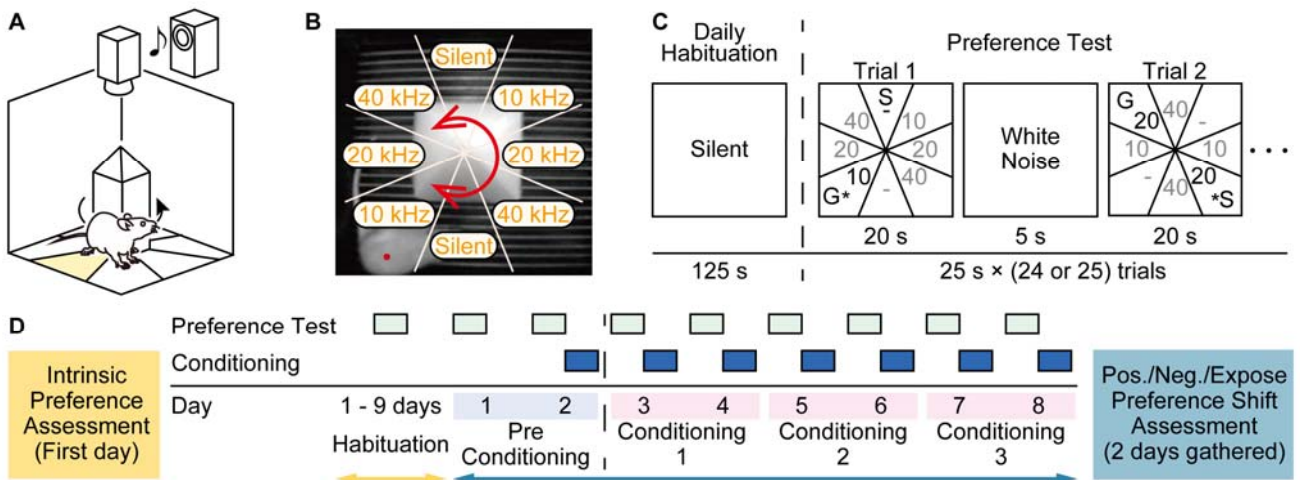 A
B
Silent
40 kHz
10 kHz
20 kHz
20 kHz
10 kHz
40 kHz
Silent
C
Daily
Habituation
Preference Test
Silent
Trial 1
S
-
40
10
20
20
10
40
G*
-
White
Noise
Trial 2
G
20
40
-
10
10
-
40
20
*S
...
20 s
5 s
20 s
125 s
25 s × (24 or 25) trials
D
Preference Test
Conditioning
Intrinsic
Preference
Assessment
(First day)
Day
1 - 9 days
1
2
3
4
5
6
7
8
Habituation
Pre
Conditioning
Conditioning
1
Conditioning
2
Conditioning
3
Pos./Neg./Expose
Preference Shift
Assessment
(2 days gathered)